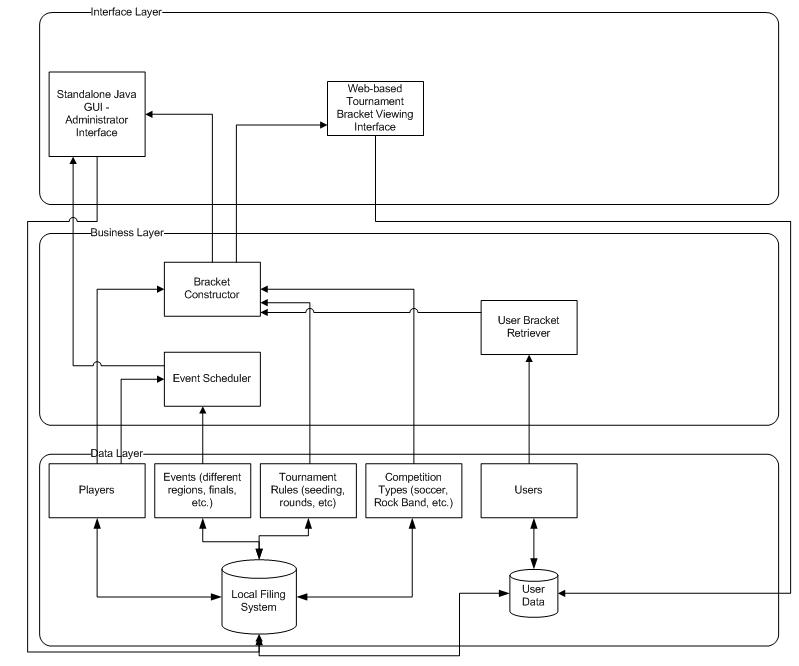 Interface Layer
Standalone Java
GUI -
Administrator
Interface
Web-based
Tournament
Bracket Viewing
Interface
Business Layer
Bracket
Constructor
User Bracket
Retriever
Event Scheduler
Data Layer
Players
Events (different
regions, finals,
etc.)
Tournament
Rules (seeding,
rounds, etc)
Competition
Types (soccer,
Rock Band, etc.)
Users
Local Filing
System
User
Data